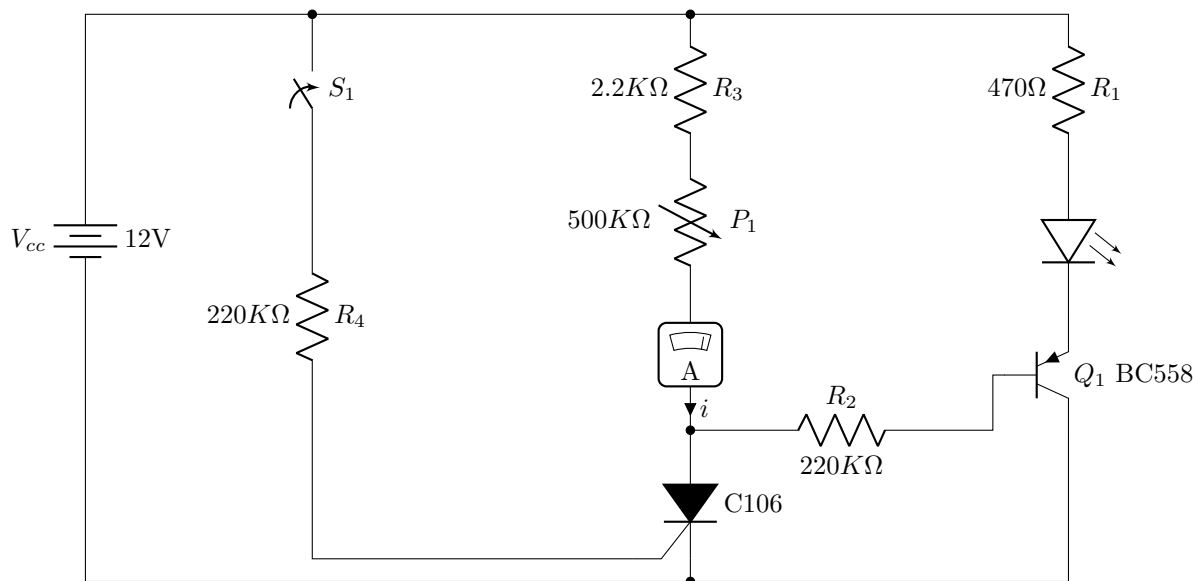 S₁
2.2KΩ R₃
470Ω R₁
V_cc 12V
500KΩ P₁
220KΩ R₄
A
i
R₂
220KΩ
Q₁ BC558
C106